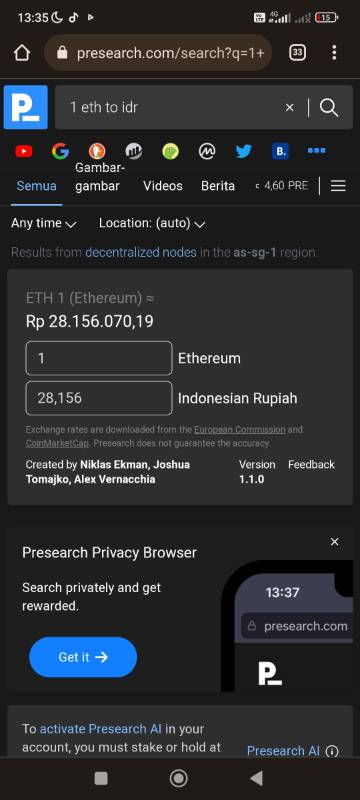 13:35
4G
15
presearch.com/search?q=1+
33
1 eth to idr
Gambar-
gambar
Semua
Videos
Berita
4,60 PRE
Any time
Location: (auto)
Results from decentralized nodes in the as-sg-1 region.
ETH 1 (Ethereum) ≈
Rp 28.156.070,19
1
Ethereum
28,156
Indonesian Rupiah
Exchange rates are downloaded from the European Commission and
CoinMarketCap. Presearch does not guarantee the accuracy.
Created by Niklas Ekman, Joshua
Tomajko, Alex Vernacchia
Version
1.1.0
Feedback
Presearch Privacy Browser
Search privately and get
rewarded.
Get it →
13:37
presearch.com
To activate Presearch AI in your
account, you must stake or hold at
Presearch AI